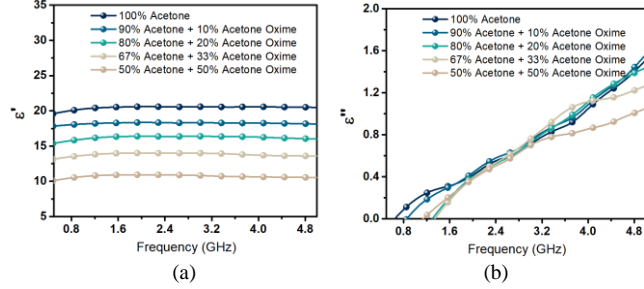 35
30
25
20
15
10
5
ε'
100% Acetone
90% Acetone + 10% Acetone Oxime
80% Acetone + 20% Acetone Oxime
67% Acetone + 33% Acetone Oxime
50% Acetone + 50% Acetone Oxime
0.8 1.6 2.4 3.2 4.0 4.8
Frequency (GHz)
(a)
2.0
1.6
1.2
0.8
0.4
0.0
ε''
100% Acetone
90% Acetone + 10% Acetone Oxime
80% Acetone + 20% Acetone Oxime
67% Acetone + 33% Acetone Oxime
50% Acetone + 50% Acetone Oxime
0.8 1.6 2.4 3.2 4.0 4.8
Frequency (GHz)
(b)